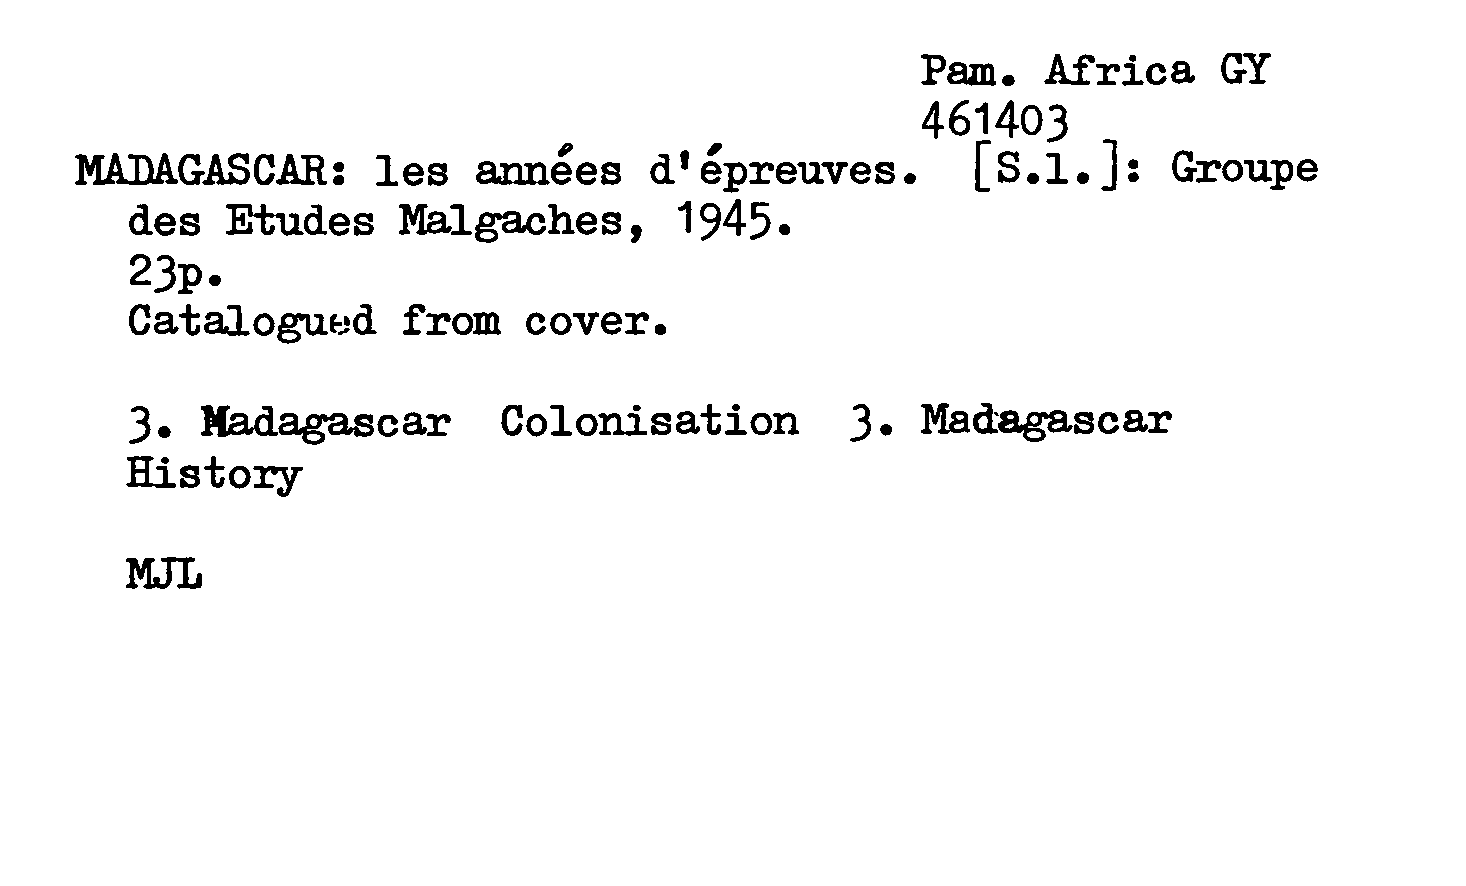 Pam. Africa GY
461403
MADAGASCAR: les années d'épreuves. [S.l.]: Groupe
des Etudes Malgaches, 1945.
23p.
Catalogued from cover.
3. Madagascar Colonisation 3. Madagascar
History
MJL